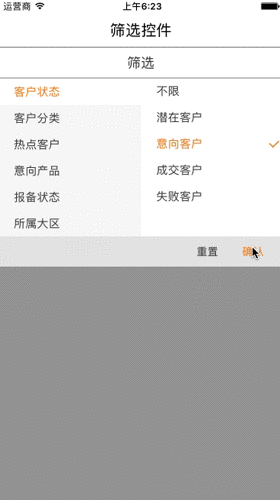 运营商 上午6:23
筛选控件
筛选
客户状态 不限
客户分类 潜在客户
热点客户 意向客户
意向产品 成交客户
报备状态 失败客户
所属大区
重置 确认